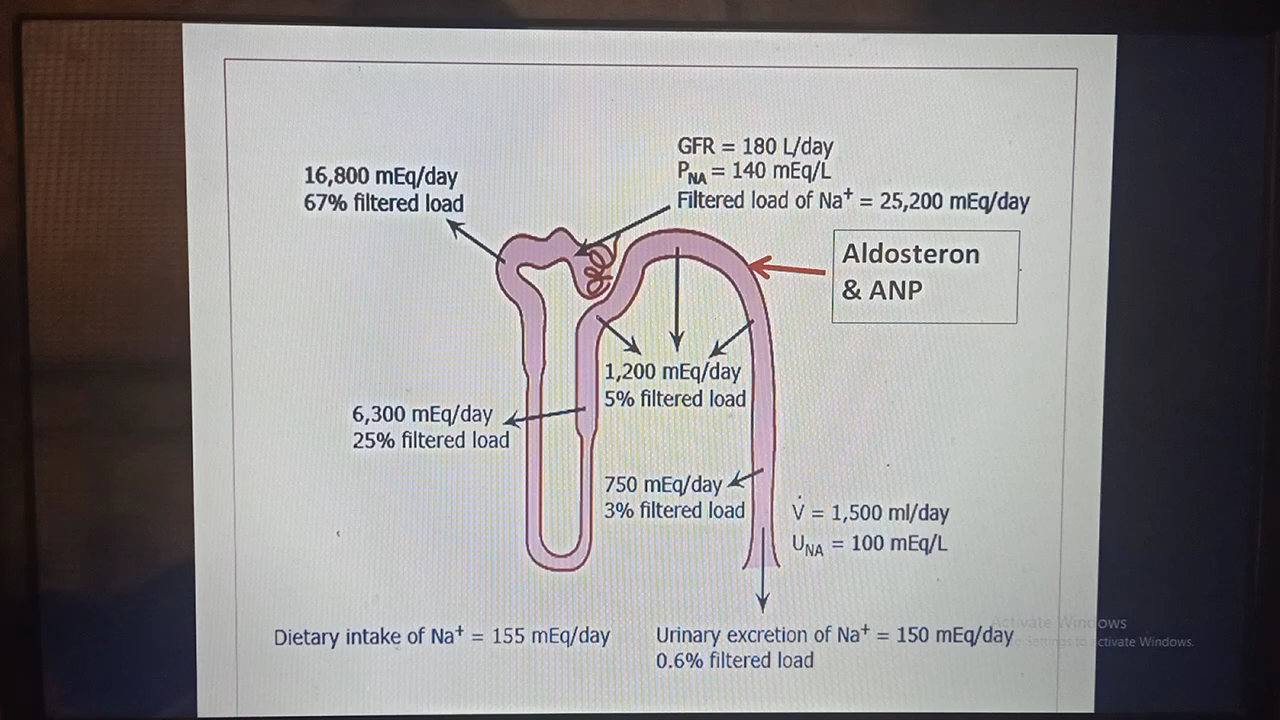 GFR = 180 L/day
P_NA = 140 mEq/L
Filtered load of Na⁺ = 25,200 mEq/day
16,800 mEq/day
67% filtered load
Aldosteron
& ANP
1,200 mEq/day
5% filtered load
6,300 mEq/day
25% filtered load
750 mEq/day
3% filtered load
V̇ = 1,500 ml/day
U_NA = 100 mEq/L
Dietary intake of Na⁺ = 155 mEq/day
Urinary excretion of Na⁺ = 150 mEq/day
0.6% filtered load
Activate Windows
to activate Windows.